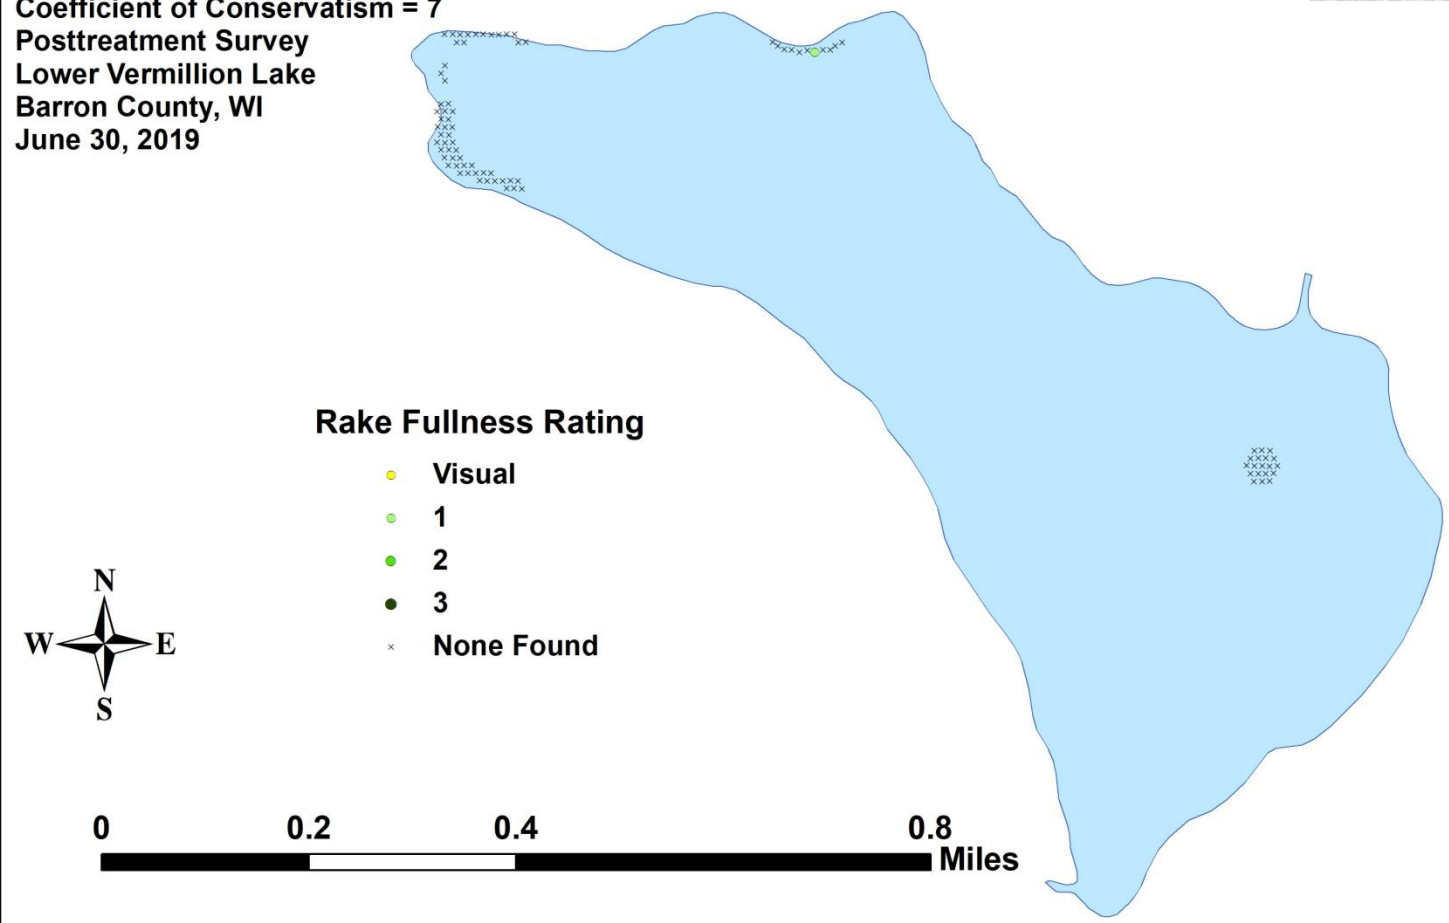 Coefficient of Conservatism = 7
Posttreatment Survey
Lower Vermillion Lake
Barron County, WI
June 30, 2019
Rake Fullness Rating
Visual
1
2
3
None Found
N
W E
S
0 0.2 0.4 0.8
Miles